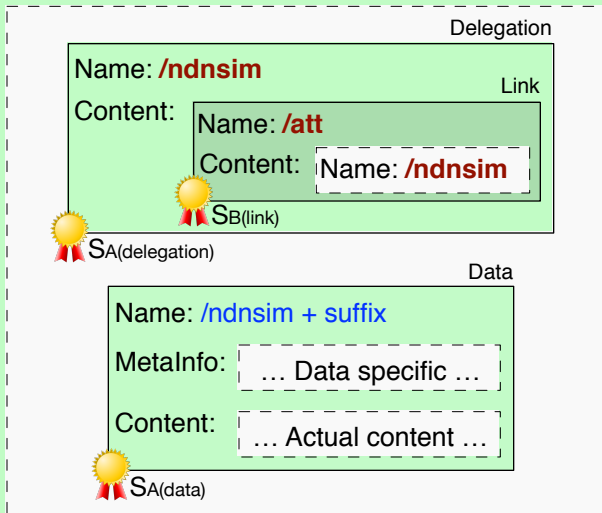 Delegation
Name: /ndnsim
Link
Content:
Name: /att
Content: Name: /ndnsim
SB(link)
SA(delegation)
Data
Name: /ndnsim + suffix
MetaInfo: … Data specific …
Content: … Actual content …
SA(data)